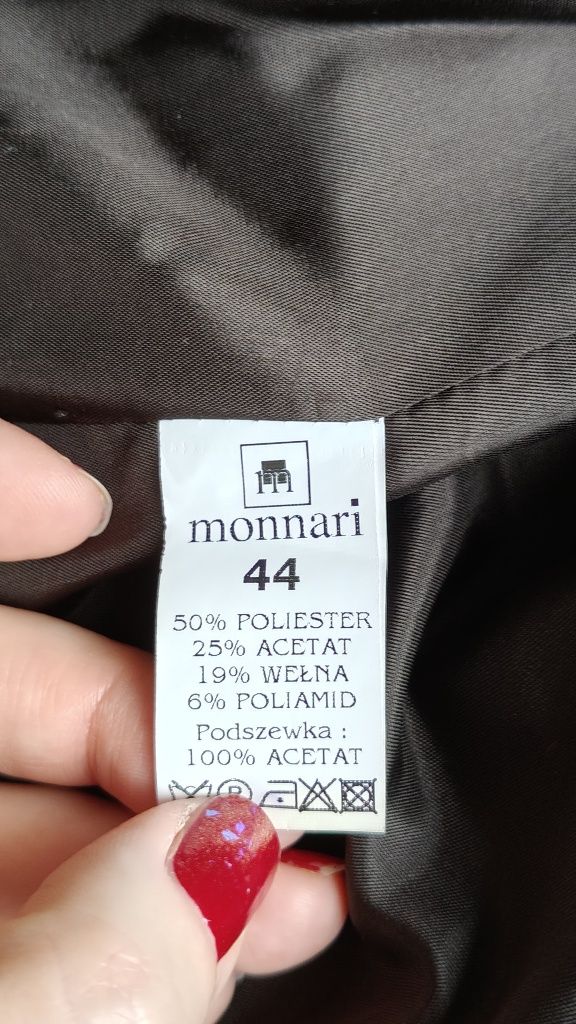 m
monnari
44
50% POLIESTER
25% ACETAT
19% WEŁNA
6% POLIAMID
Podszewka :
100% ACETAT
P